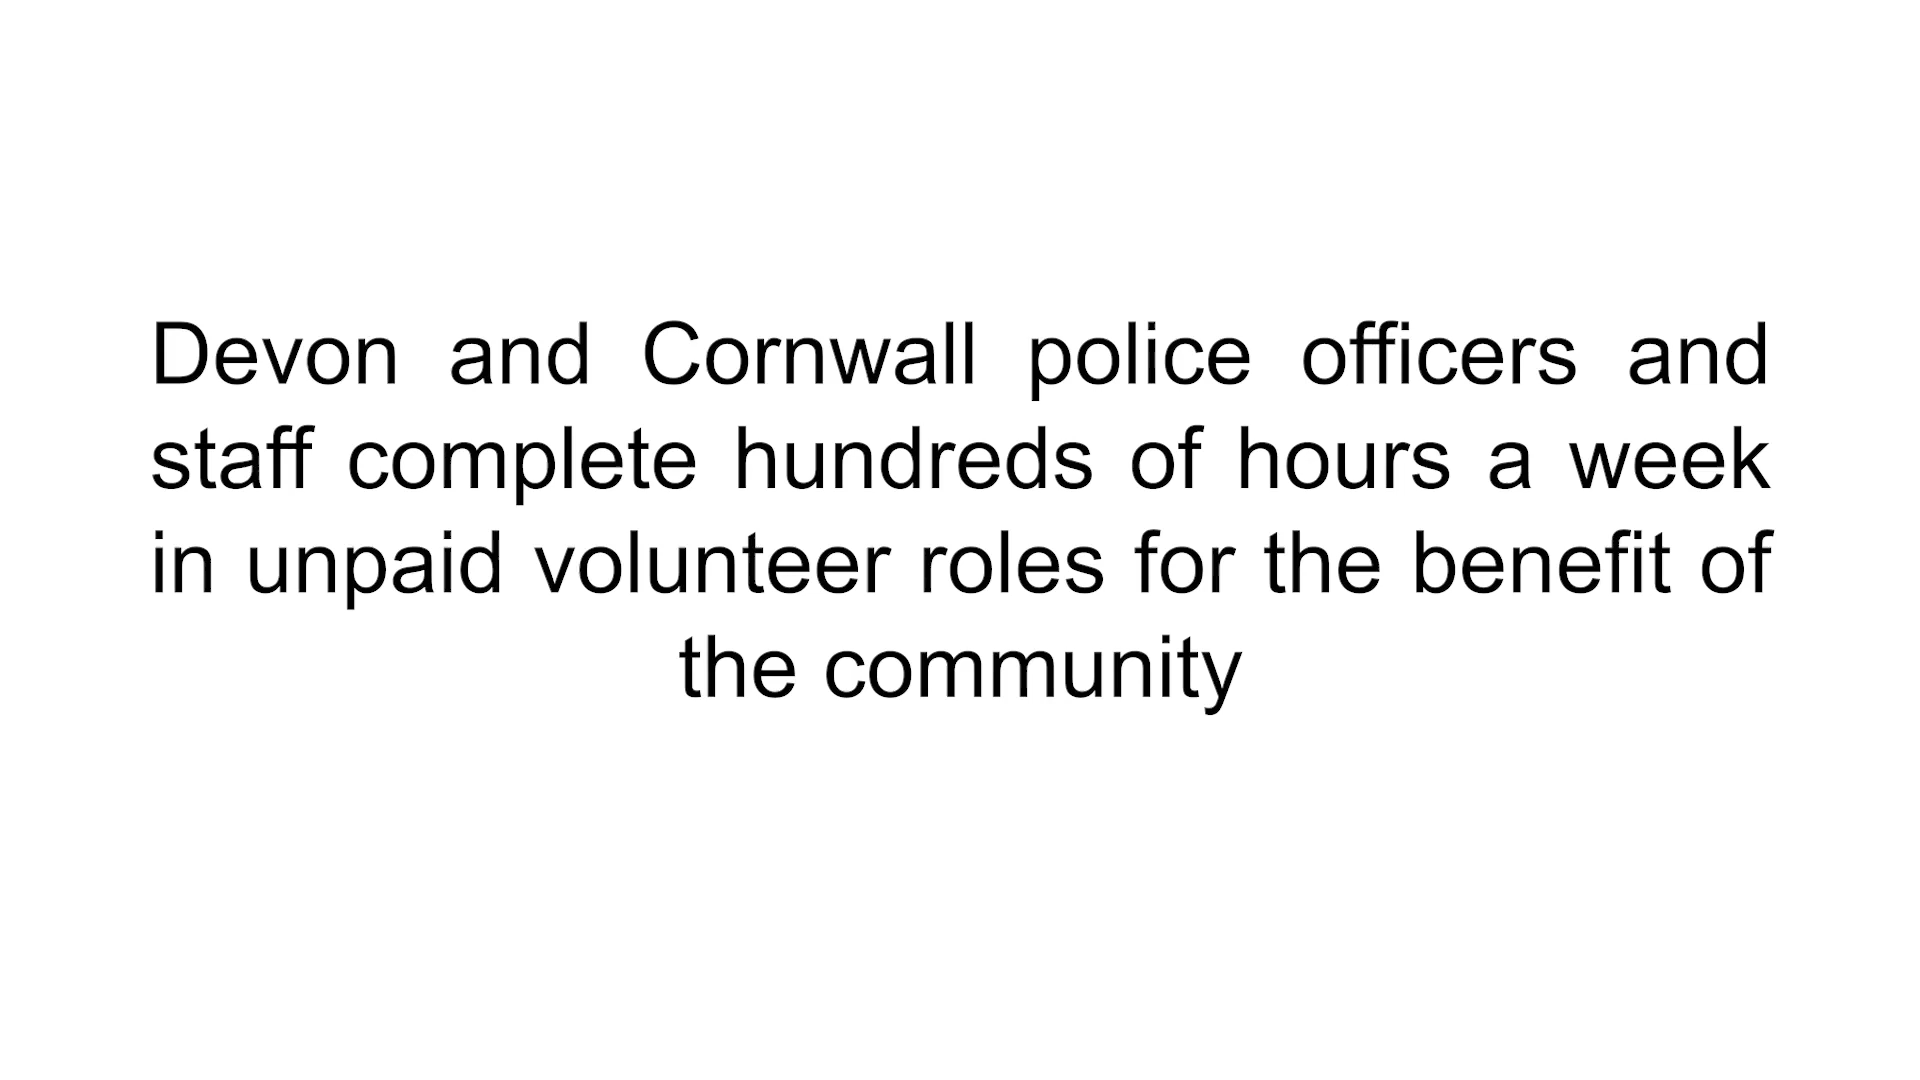 Devon and Cornwall police officers and
staff complete hundreds of hours a week
in unpaid volunteer roles for the benefit of
the community